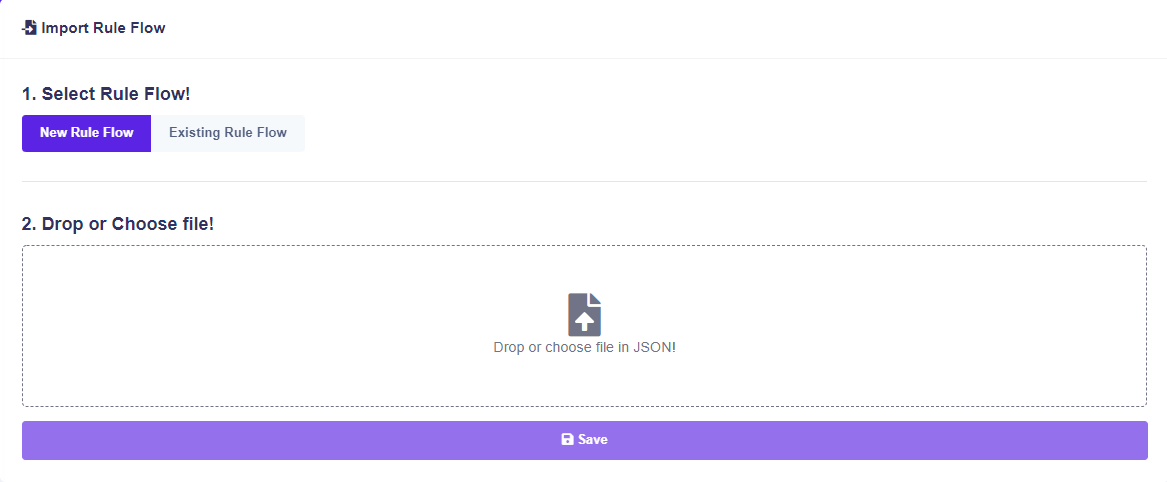 Import Rule Flow
1. Select Rule Flow!
New Rule Flow Existing Rule Flow
2. Drop or Choose file!
Drop or choose file in JSON!
Save